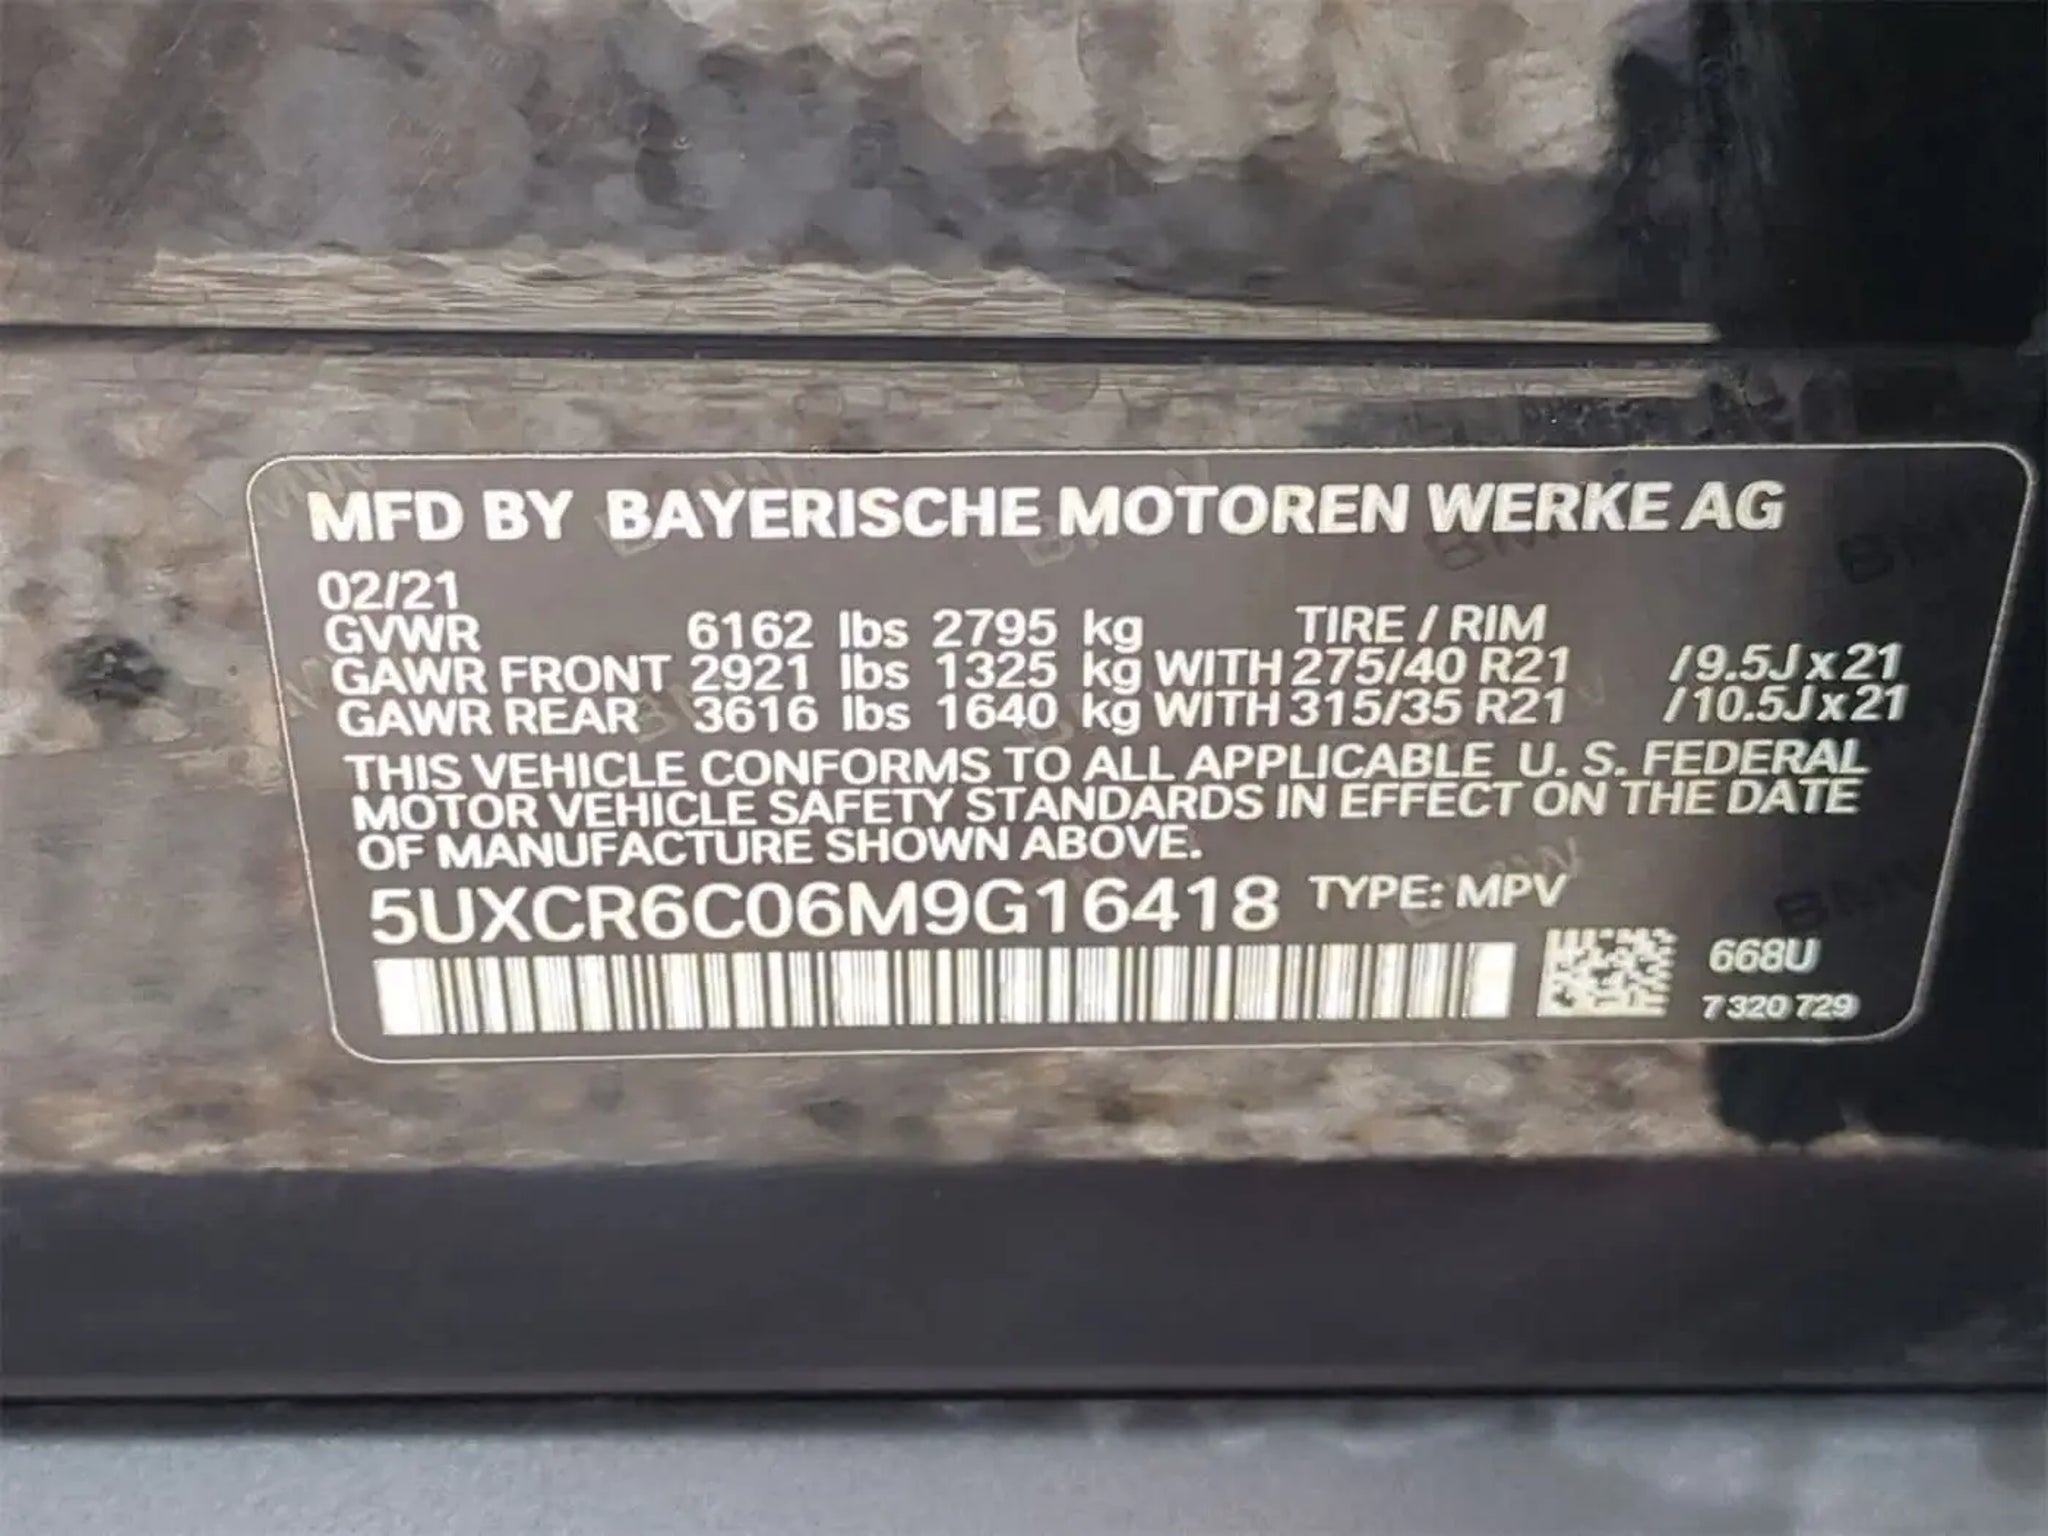 MFD BY BAYERISCHE MOTOREN WERKE AG
02/21
GVWR 6162 lbs 2795 kg TIRE / RIM
GAWR FRONT 2921 lbs 1325 kg WITH 275/40 R21 /9.5J x 21
GAWR REAR 3616 lbs 1640 kg WITH 315/35 R21 /10.5J x 21
THIS VEHICLE CONFORMS TO ALL APPLICABLE U. S. FEDERAL
MOTOR VEHICLE SAFETY STANDARDS IN EFFECT ON THE DATE
OF MANUFACTURE SHOWN ABOVE.
5UXCR6C06M9G16418 TYPE: MPV
668U
7 320 729